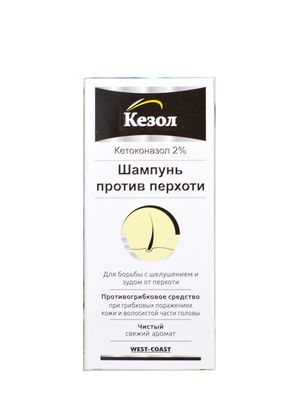 Кезол
Кетоконазол 2%
Шампунь
против перхоти
Для борьбы с шелушением и
зудом от перхоти
Противогрибковое средство
при грибковых поражениях
кожи и волосистой части головы
Чистый
свежий аромат
WEST-COAST